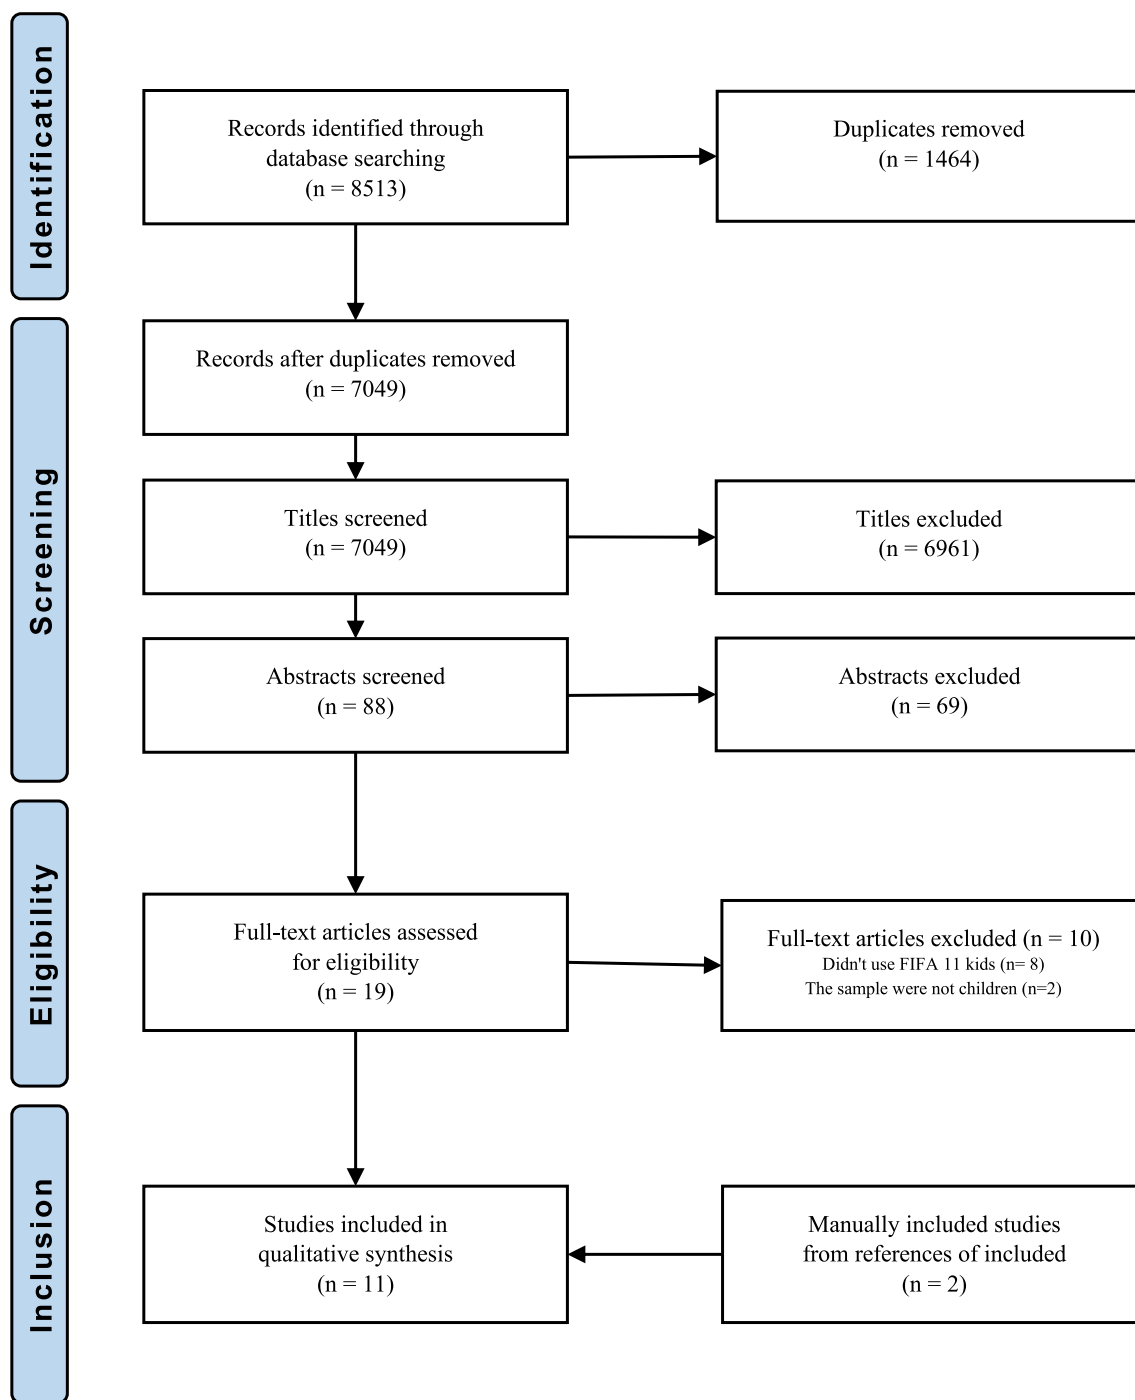 Identification
Records identified through
database searching
(n = 8513)
Duplicates removed
(n = 1464)
Screening
Records after duplicates removed
(n = 7049)
Titles screened
(n = 7049)
Titles excluded
(n = 6961)
Abstracts screened
(n = 88)
Abstracts excluded
(n = 69)
Eligibility
Full-text articles assessed
for eligibility
(n = 19)
Full-text articles excluded (n = 10)
Didn't use FIFA 11 kids (n= 8)
The sample were not children (n=2)
Inclusion
Studies included in
qualitative synthesis
(n = 11)
Manually included studies
from references of included
(n = 2)